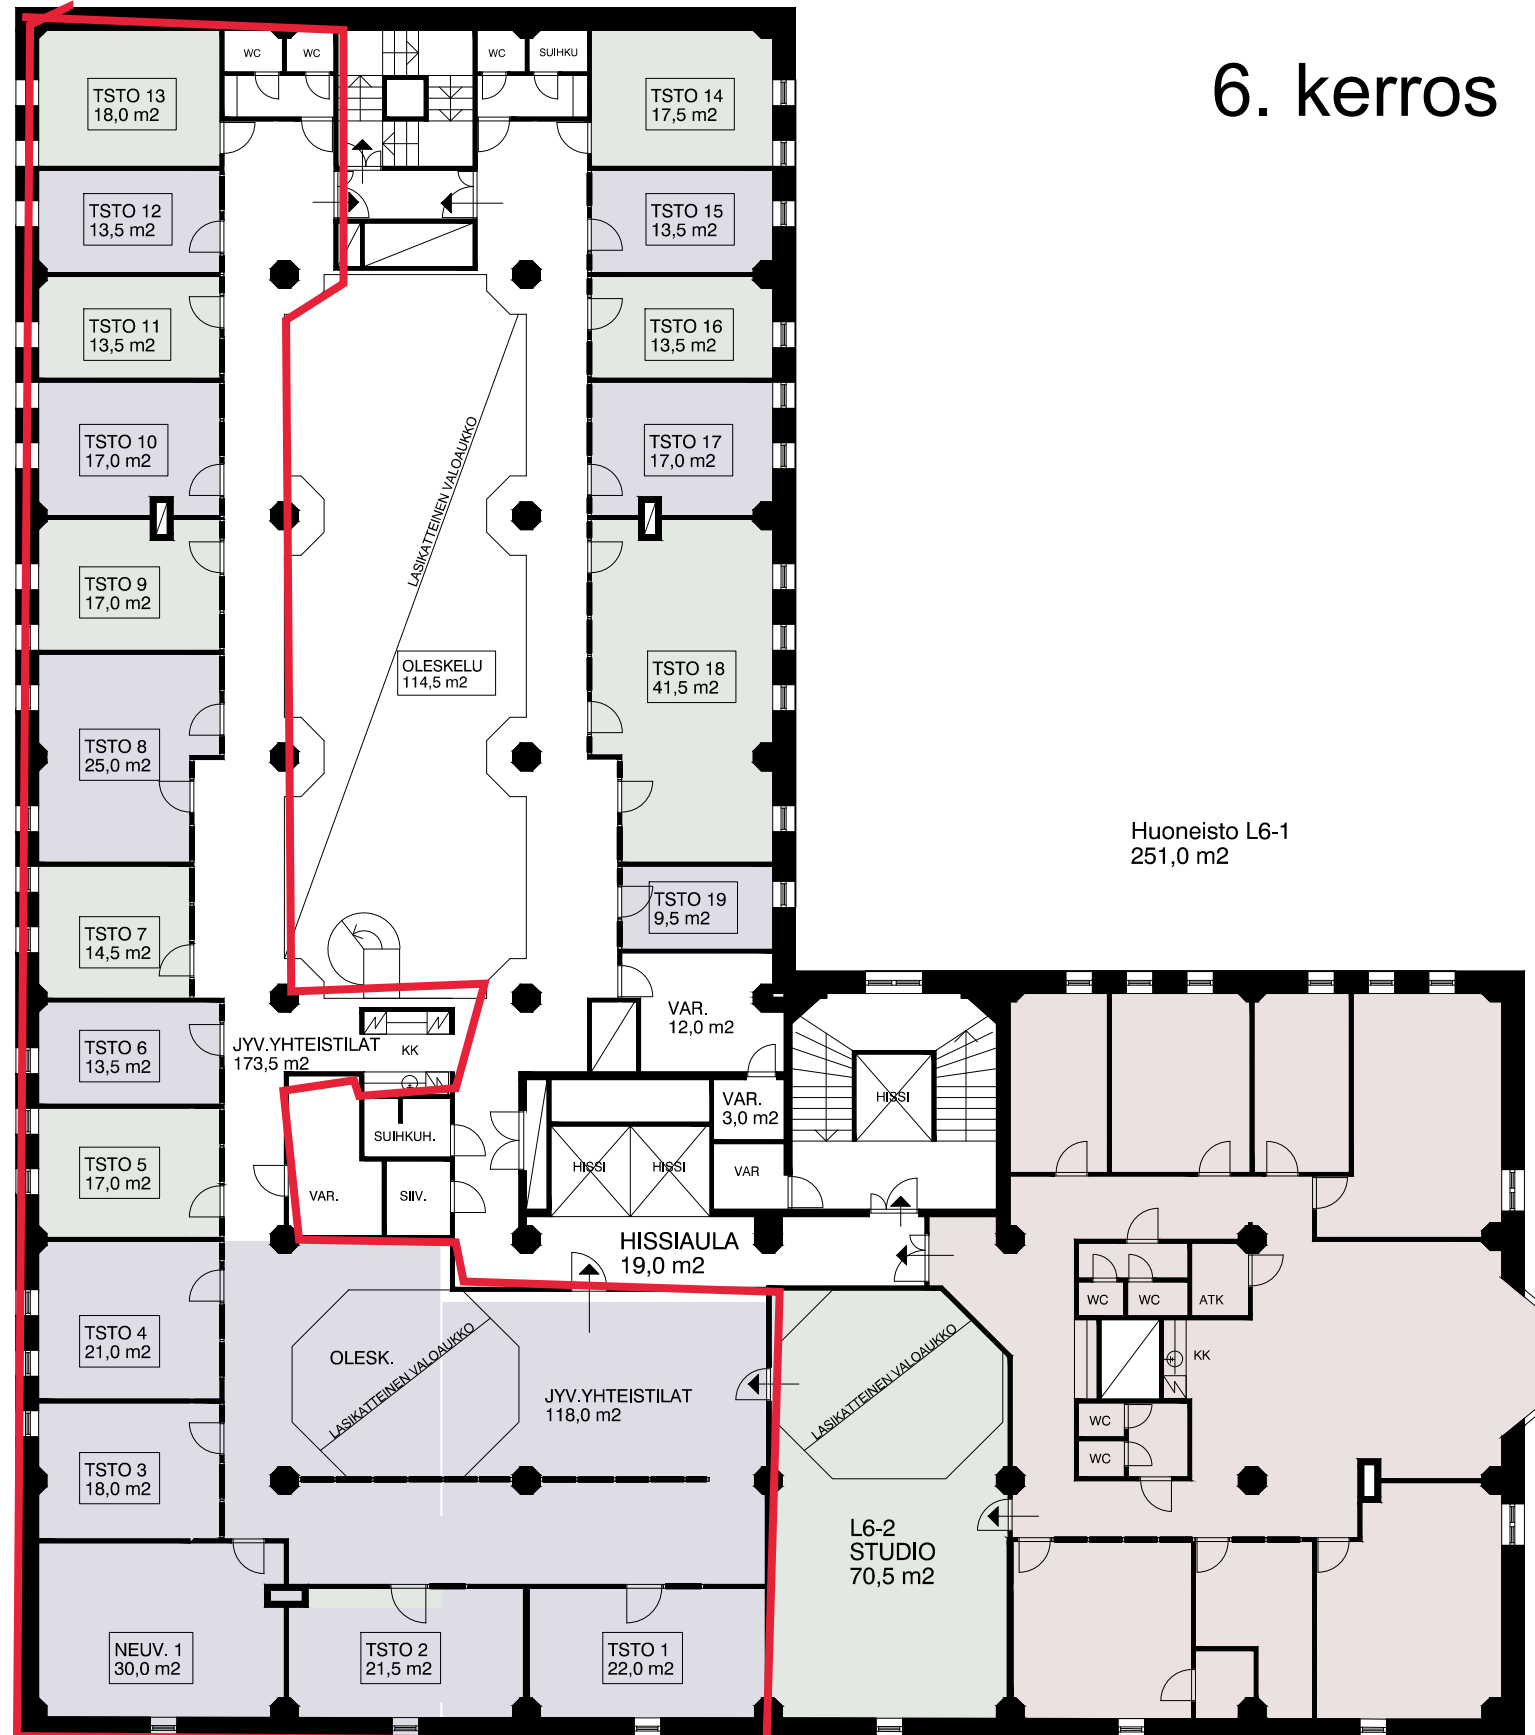 6. kerros
WC
WC
WC
SUIHKU
TSTO 13
18,0 m2
TSTO 14
17,5 m2
TSTO 12
13,5 m2
TSTO 15
13,5 m2
TSTO 11
13,5 m2
TSTO 16
13,5 m2
TSTO 10
17,0 m2
LASIKATTEINEN VALOAUKKO
TSTO 17
17,0 m2
TSTO 9
17,0 m2
OLESKELU
114,5 m2
TSTO 18
41,5 m2
TSTO 8
25,0 m2
Huoneisto L6-1
251,0 m2
TSTO 7
14,5 m2
TSTO 19
9,5 m2
VAR.
12,0 m2
TSTO 6
13,5 m2
JYV.YHTEISTILAT
173,5 m2
KK
VAR.
3,0 m2
HISSI
SUIHKUH.
TSTO 5
17,0 m2
VAR.
SIIV.
HISSI
HISSI
VAR
HISSIAULA
19,0 m2
WC
WC
ATK
TSTO 4
21,0 m2
OLESK.
LASIKATTEINEN VALOAUKKO
JYV.YHTEISTILAT
118,0 m2
LASIKATTEINEN VALOAUKKO
KK
WC
WC
TSTO 3
18,0 m2
L6-2
STUDIO
70,5 m2
NEUV. 1
30,0 m2
TSTO 2
21,5 m2
TSTO 1
22,0 m2